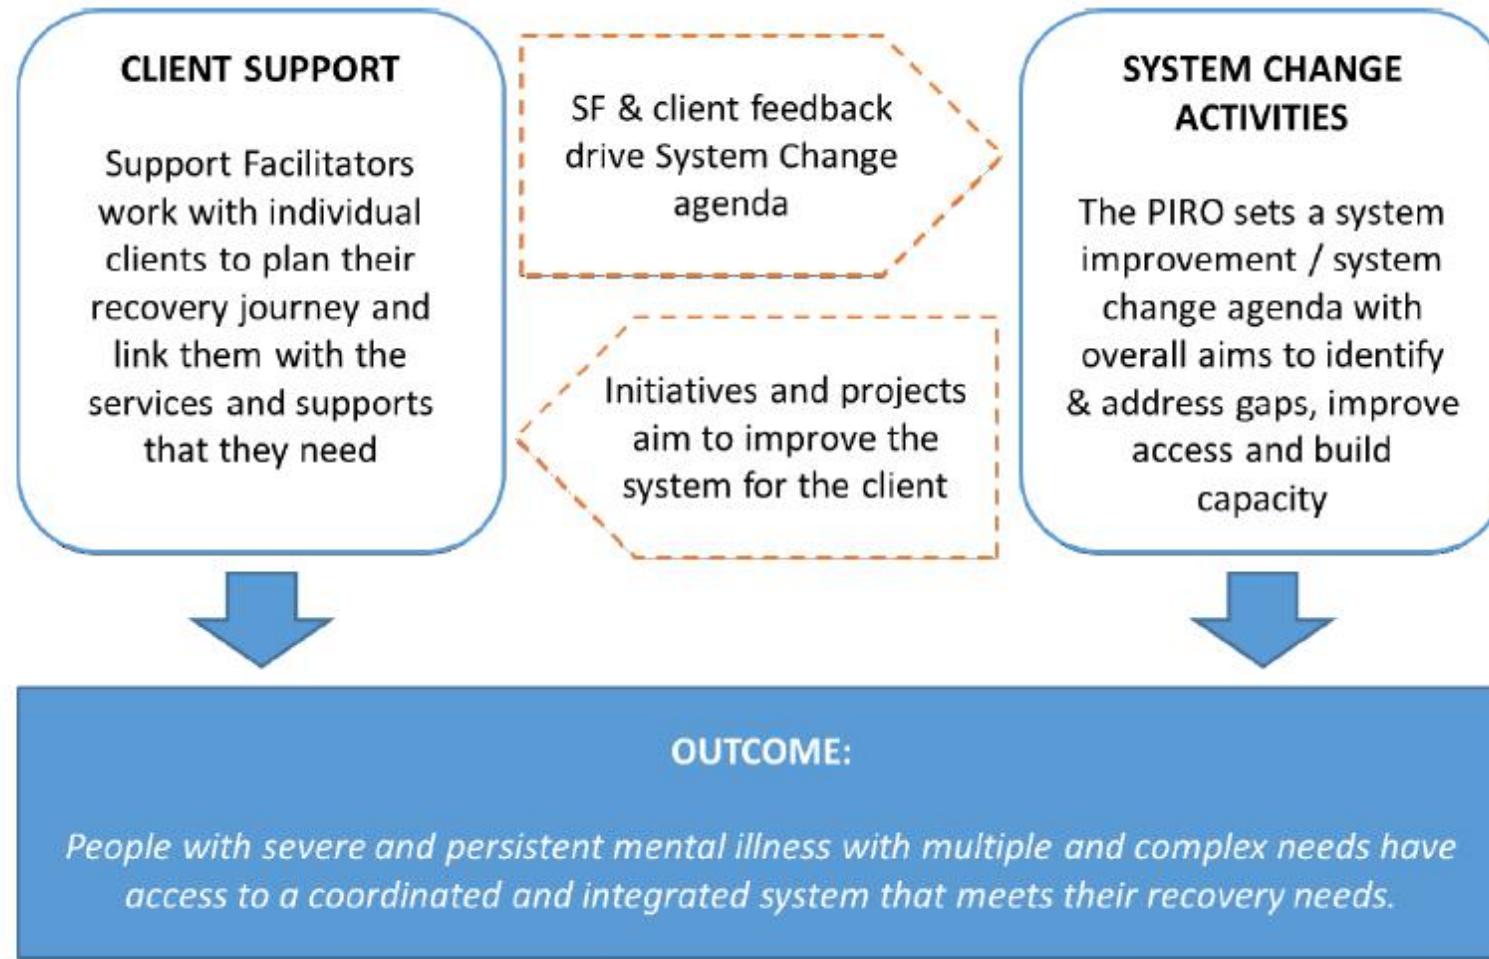 CLIENT SUPPORT
Support Facilitators
work with individual
clients to plan their
recovery journey and
link them with the
services and supports
that they need
SF & client feedback
drive System Change
agenda
Initiatives and projects
aim to improve the
system for the client
SYSTEM CHANGE
ACTIVITIES
The PIRO sets a system
improvement / system
change agenda with
overall aims to identify
& address gaps, improve
access and build
capacity
OUTCOME:
People with severe and persistent mental illness with multiple and complex needs have
access to a coordinated and integrated system that meets their recovery needs.